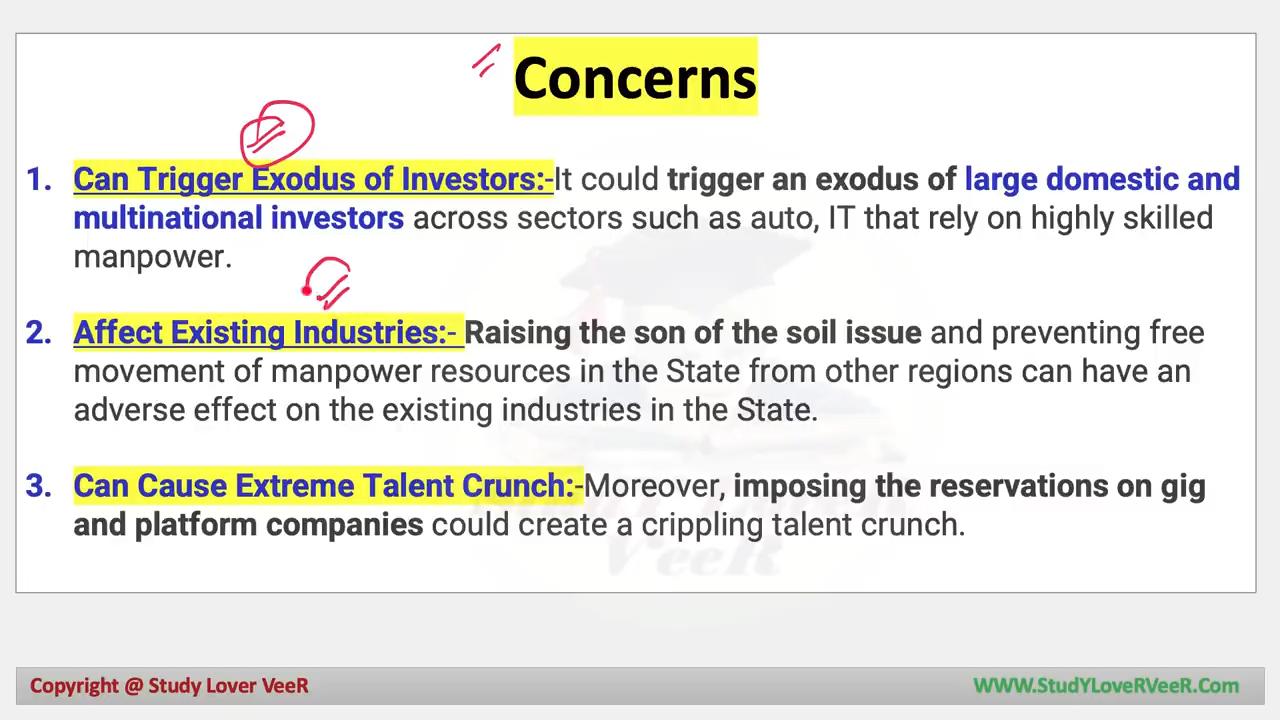 Concerns
1. Can Trigger Exodus of Investors:-It could trigger an exodus of large domestic and
multinational investors across sectors such as auto, IT that rely on highly skilled
manpower.
2. Affect Existing Industries:- Raising the son of the soil issue and preventing free
movement of manpower resources in the State from other regions can have an
adverse effect on the existing industries in the State.
3. Can Cause Extreme Talent Crunch:-Moreover, imposing the reservations on gig
and platform companies could create a crippling talent crunch.
VeeR
Copyright @ Study Lover VeeR
WWW.StudYLoveRVeeR.Com